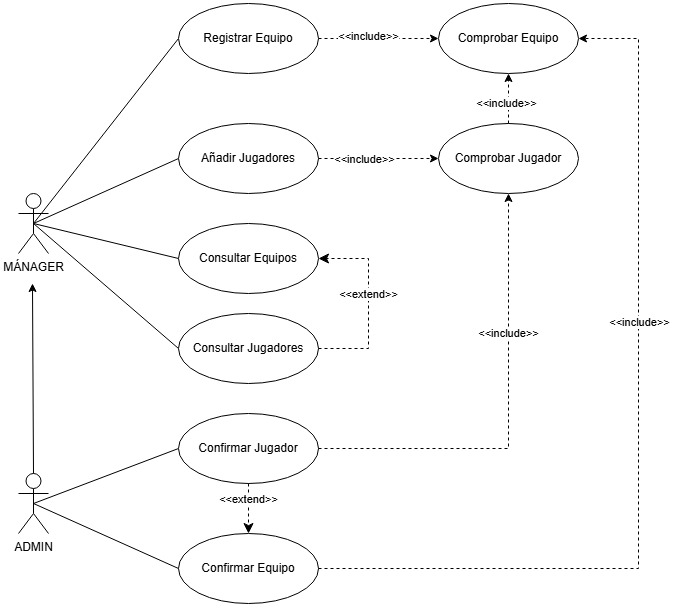 Registrar Equipo
<<include>>
Comprobar Equipo
<<include>>
Añadir Jugadores
<<include>>
Comprobar Jugador
MÁNAGER
Consultar Equipos
<<extend>>
Consultar Jugadores
<<include>>
<<include>>
Confirmar Jugador
<<extend>>
ADMIN
Confirmar Equipo